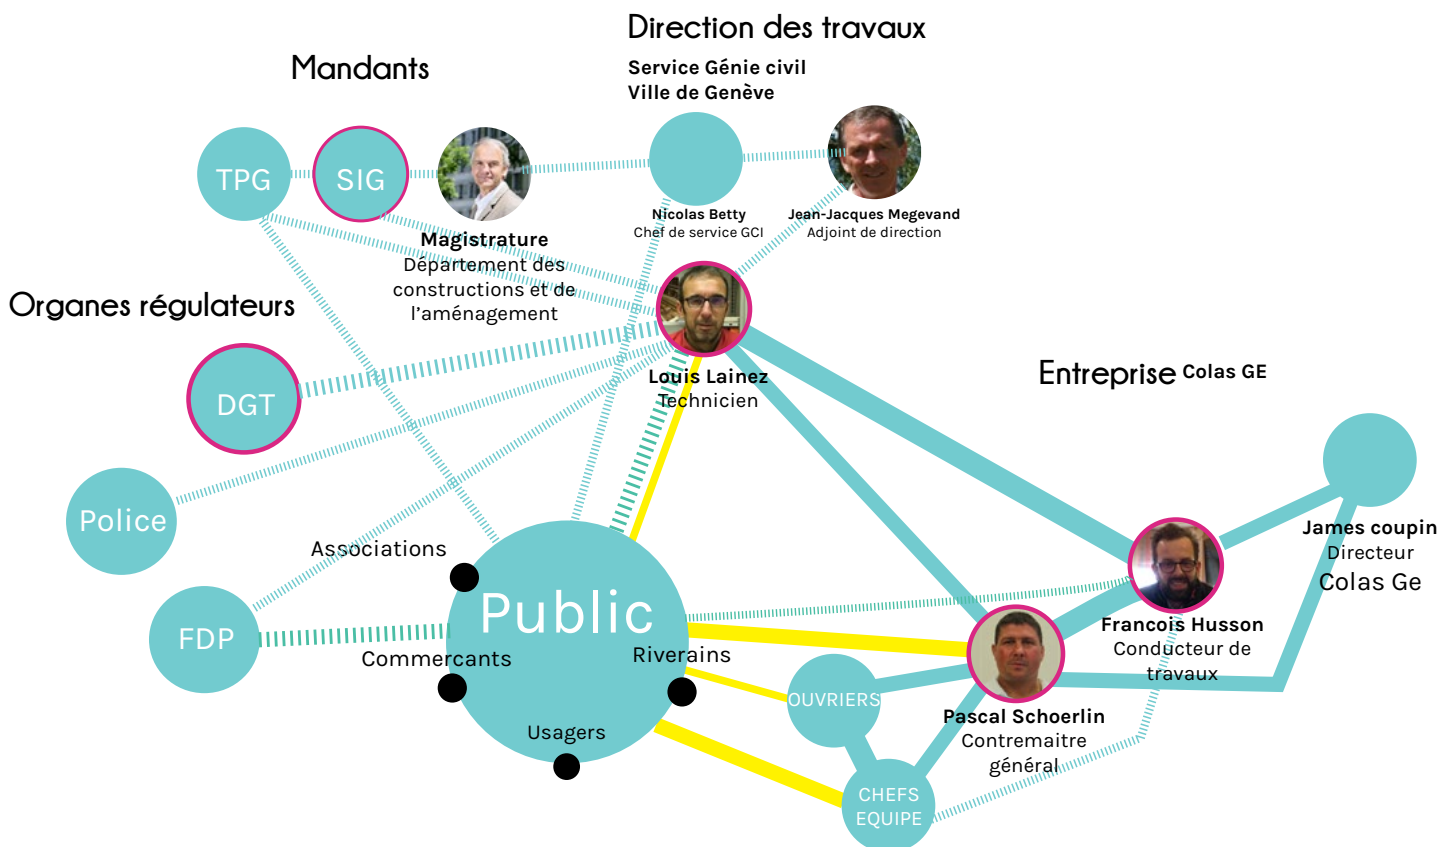 Direction des travaux
Service Génie civil
Ville de Genève
Mandants
TPG
SIG
Nicolas Betty
Chef de service GCI
Jean-Jacques Megevand
Adjoint de direction
Magistrature
Département des
constructions et de
l'aménagement
Organes régulateurs
DGT
Louis Lainez
Technicien
Entreprise Colas GE
Police
James coupin
Directeur
Colas Ge
Associations
Public
FDP
Commercants
Riverains
Usagers
Francois Husson
Conducteur de
travaux
OUVRIERS
Pascal Schoerlin
Contremaitre
général
CHEFS
EQUIPE